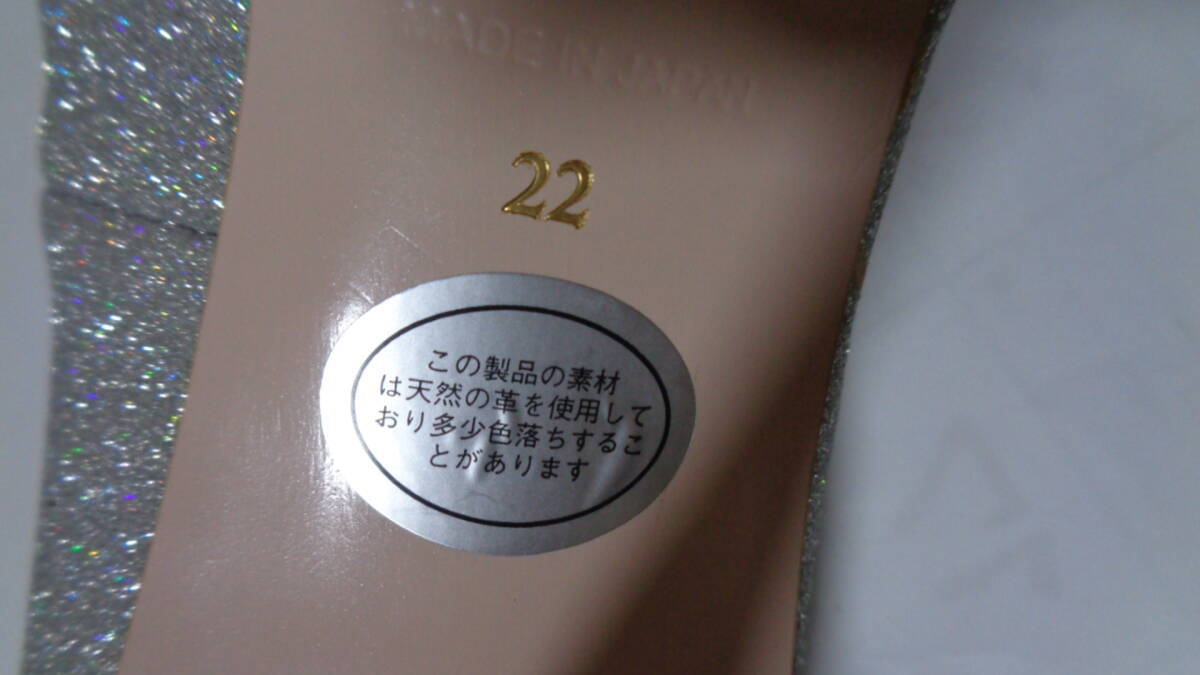 MADE IN JAPAN
22
この製品の素材
は天然の革を使用して
おり多少色落ちするこ
とがあります